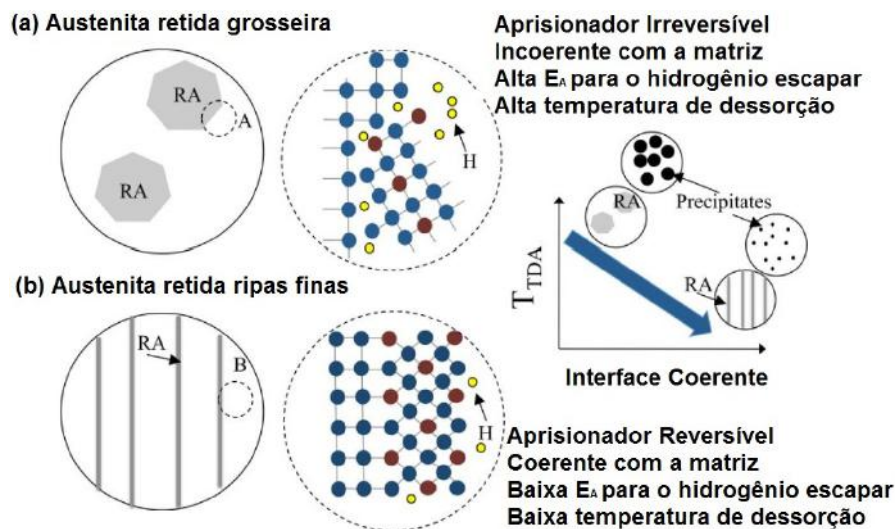 (a) Austenita retida grosseira
RA
A
RA
H
Aprisionador Irreversível
Incoerente com a matriz
Alta EA para o hidrogênio escapar
Alta temperatura de dessorção
RA
Precipitates
RA
TTDA
Interface Coerente
(b) Austenita retida ripas finas
RA
B
H
Aprisionador Reversível
Coerente com a matriz
Baixa EA para o hidrogênio escapar
Baixa temperatura de dessorção